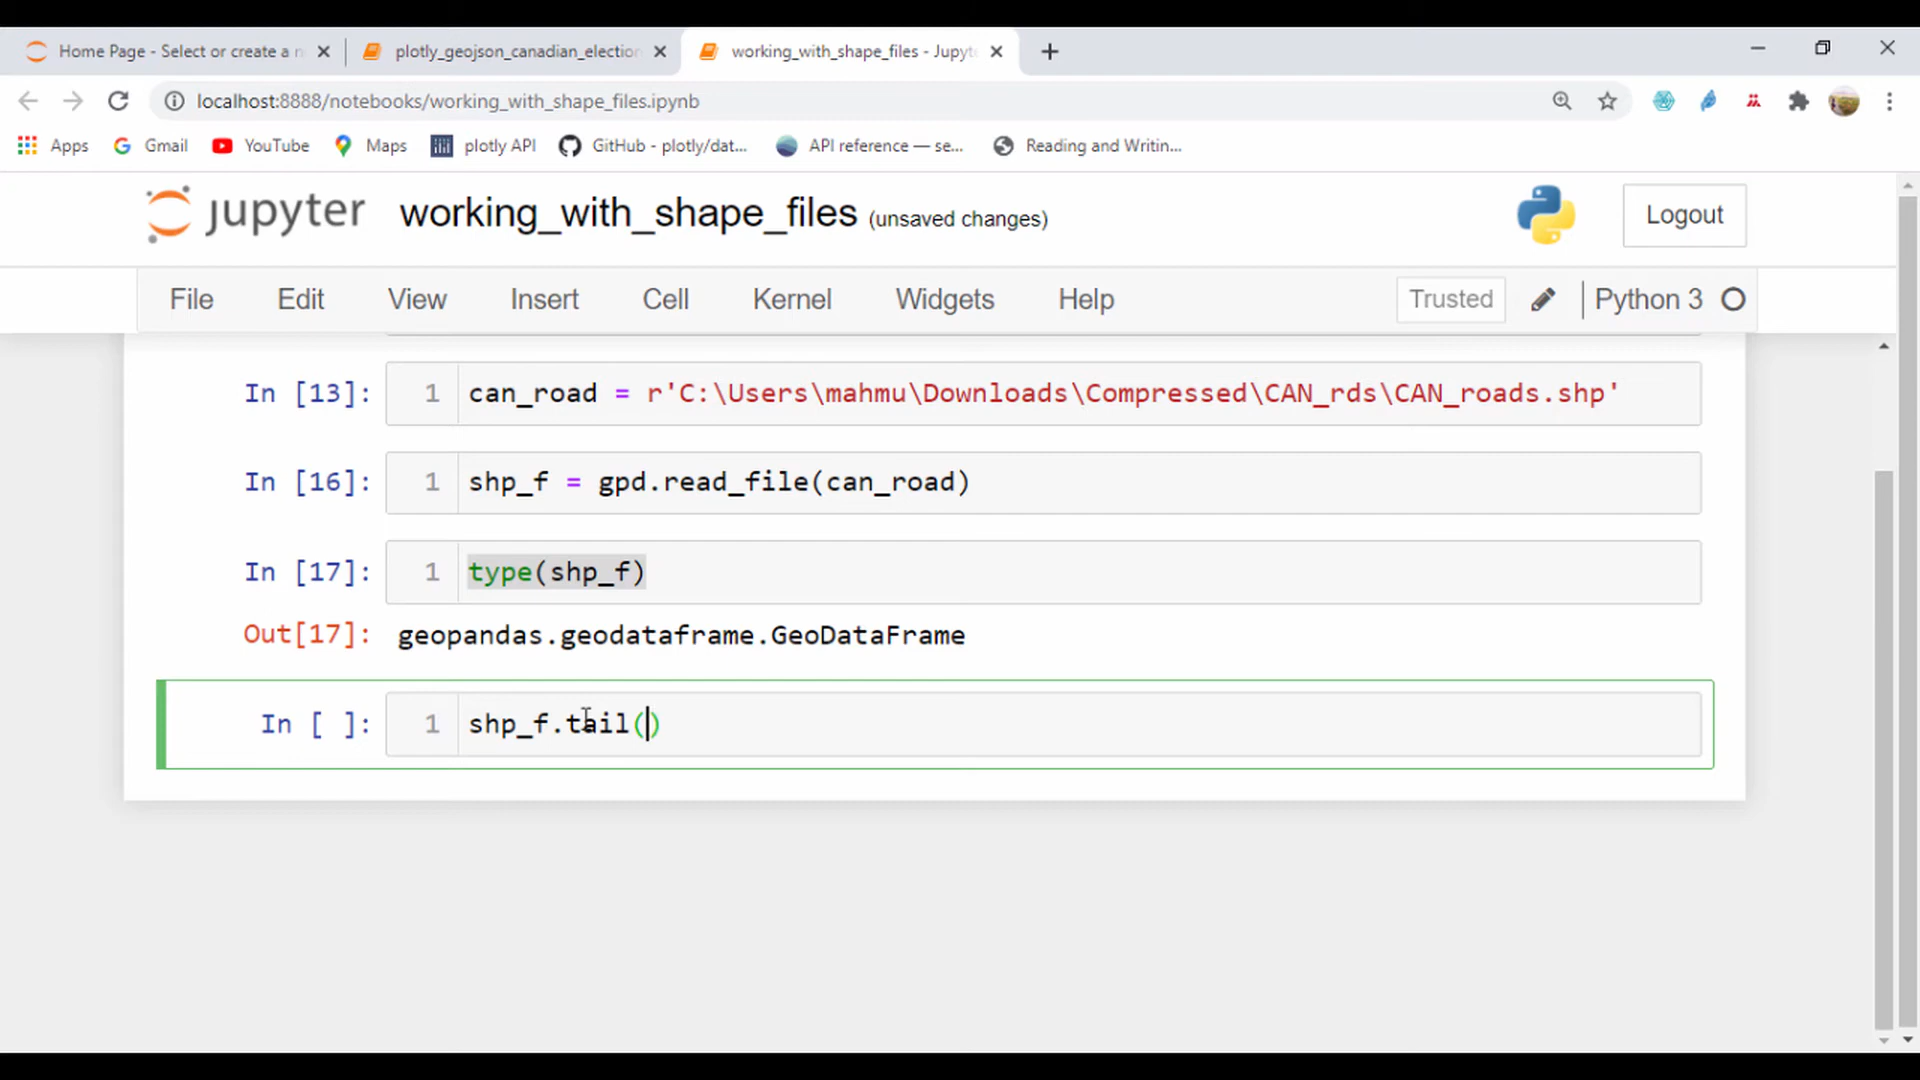 Home Page - Select or create a n
plotly_geojson_canadian_election
working_with_shape_files - Jupyte
localhost:8888/notebooks/working_with_shape_files.ipynb
Apps Gmail YouTube Maps plotly API GitHub - plotly/dat... API reference — se... Reading and Writin...
jupyter working_with_shape_files (unsaved changes) Logout
File Edit View Insert Cell Kernel Widgets Help Trusted Python 3
In [13]: 1 can_road = r'C:\Users\mahmu\Downloads\Compressed\CAN_rds\CAN_roads.shp'
In [16]: 1 shp_f = gpd.read_file(can_road)
In [17]: 1 type(shp_f)
Out[17]: geopandas.geodataframe.GeoDataFrame
In [ ]: 1 shp_f.tail()